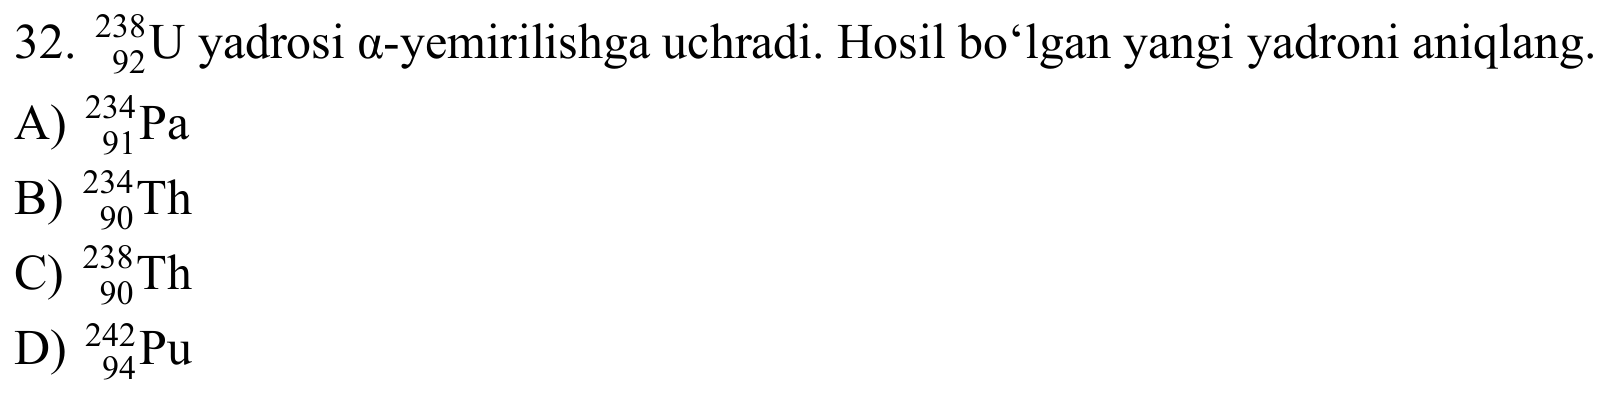 32. ²³⁸₉₂U yadrosi α-yemirilishga uchradi. Hosil bo‘lgan yangi yadroni aniqlang.
A) ²³⁴₉₁Pa
B) ²³⁴₉₀Th
C) ²³⁸₉₀Th
D) ²⁴²₉₄Pu